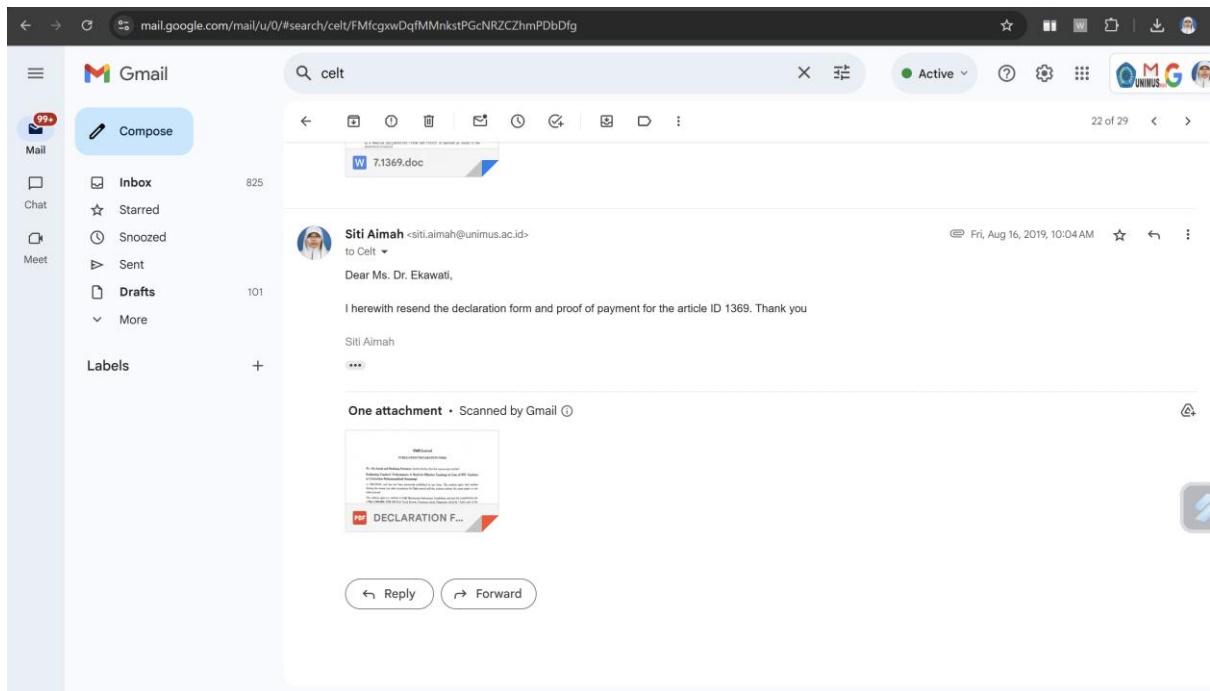 mail.google.com/mail/u/0/#search/celt/FMfcgxwDqfMMnkstPGcNRZCZhmPDbDfg
Gmail
celt
Active
UNIMUS
99+
Mail
Compose
22 of 29
Inbox 825
7.1369.doc
Chat
Starred
Snoozed
Siti Aimah <siti.aimah@unimus.ac.id>
Fri, Aug 16, 2019, 10:04 AM
to Celt
Meet
Sent
Dear Ms. Dr. Ekawati,
Drafts 101
I herewith resend the declaration form and proof of payment for the article ID 1369. Thank you
More
Siti Aimah
Labels
One attachment • Scanned by Gmail
PDF DECLARATION F...
Reply
Forward